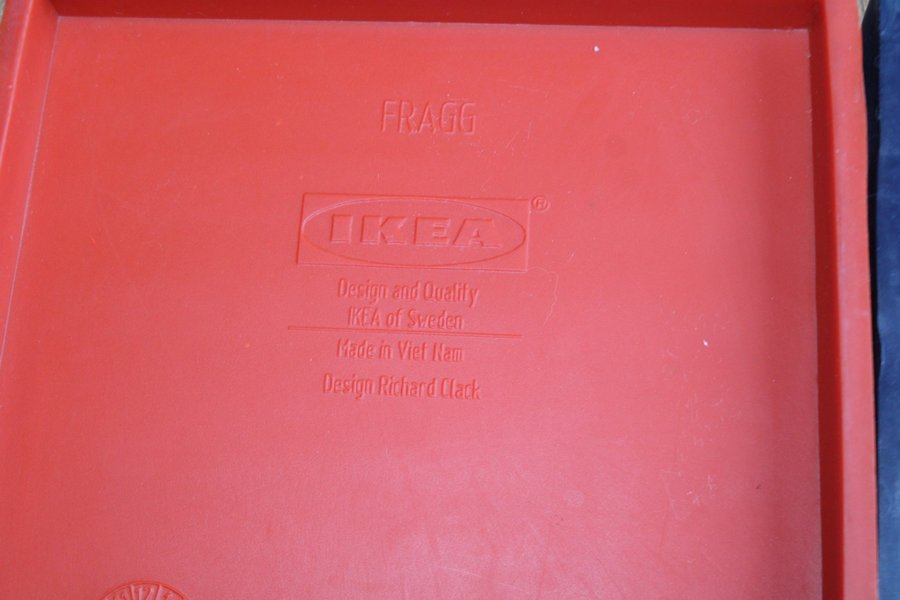 FRAGG
IKEA®
Design and Quality
IKEA of Sweden
Made in Viet Nam
Design Richard Clack